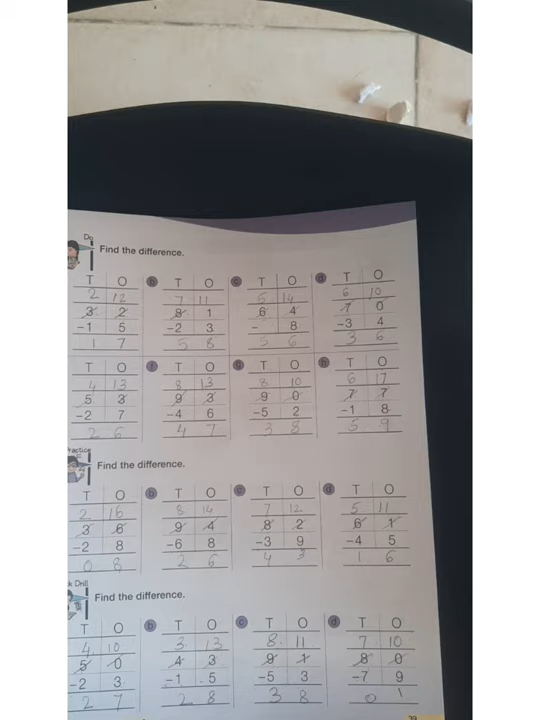 Do
Find the difference.
T O b T O c T O d T O
2 12 7 11 5 14 6 10
3 2 8 1 6 4 7 0
-1 5 -2 3 - 8 -3 4
1 7 5 8 5 6 3 6
T O f T O g T O h T O
4 13 8 13 8 10 6 17
5 3 9 3 9 0 7 7
-2 7 -4 6 -5 2 -1 8
2 6 4 7 3 8 5 9
Practice
Find the difference.
T O b T O c T O d T O
2 16 8 14 7 12 5 11
3 6 9 4 8 2 6 1
-2 8 -6 8 -3 9 -4 5
0 8 2 6 4 3 1 6
Drill
Find the difference.
T O b T O c T O d T O
4 10 3 13 8 11 7 10
5 0 4 3 9 1 8 0
-2 3 -1 5 -5 3 -7 9
2 7 2 8 3 8 0 1